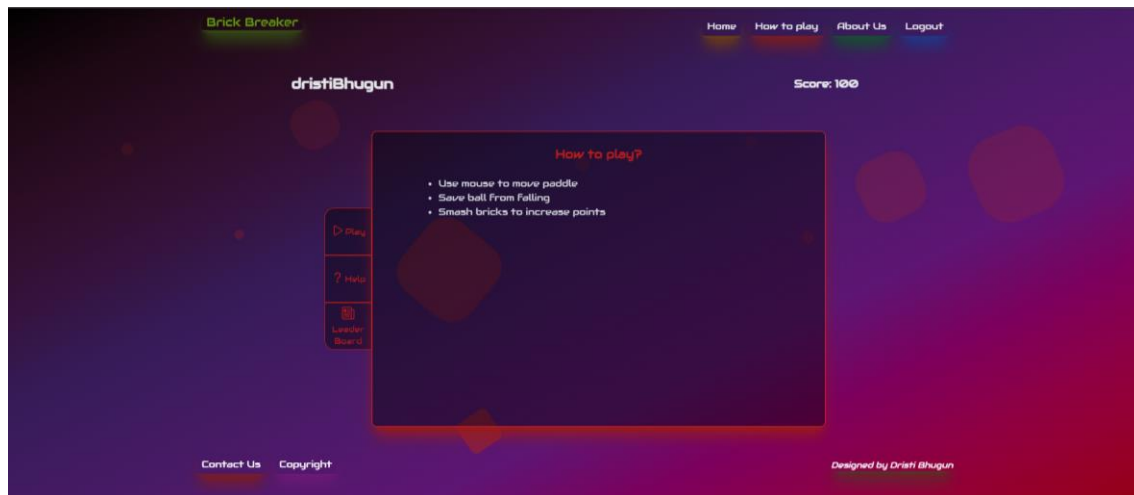 Brick Breaker
Home How to play About Us Logout
dristiBhugun
Score: 100
How to play?
• Use mouse to move paddle
• Save ball from falling
• Smash bricks to increase points
Play
? Help
Leader
Board
Contact Us Copyright
Designed by Dristi Bhugun